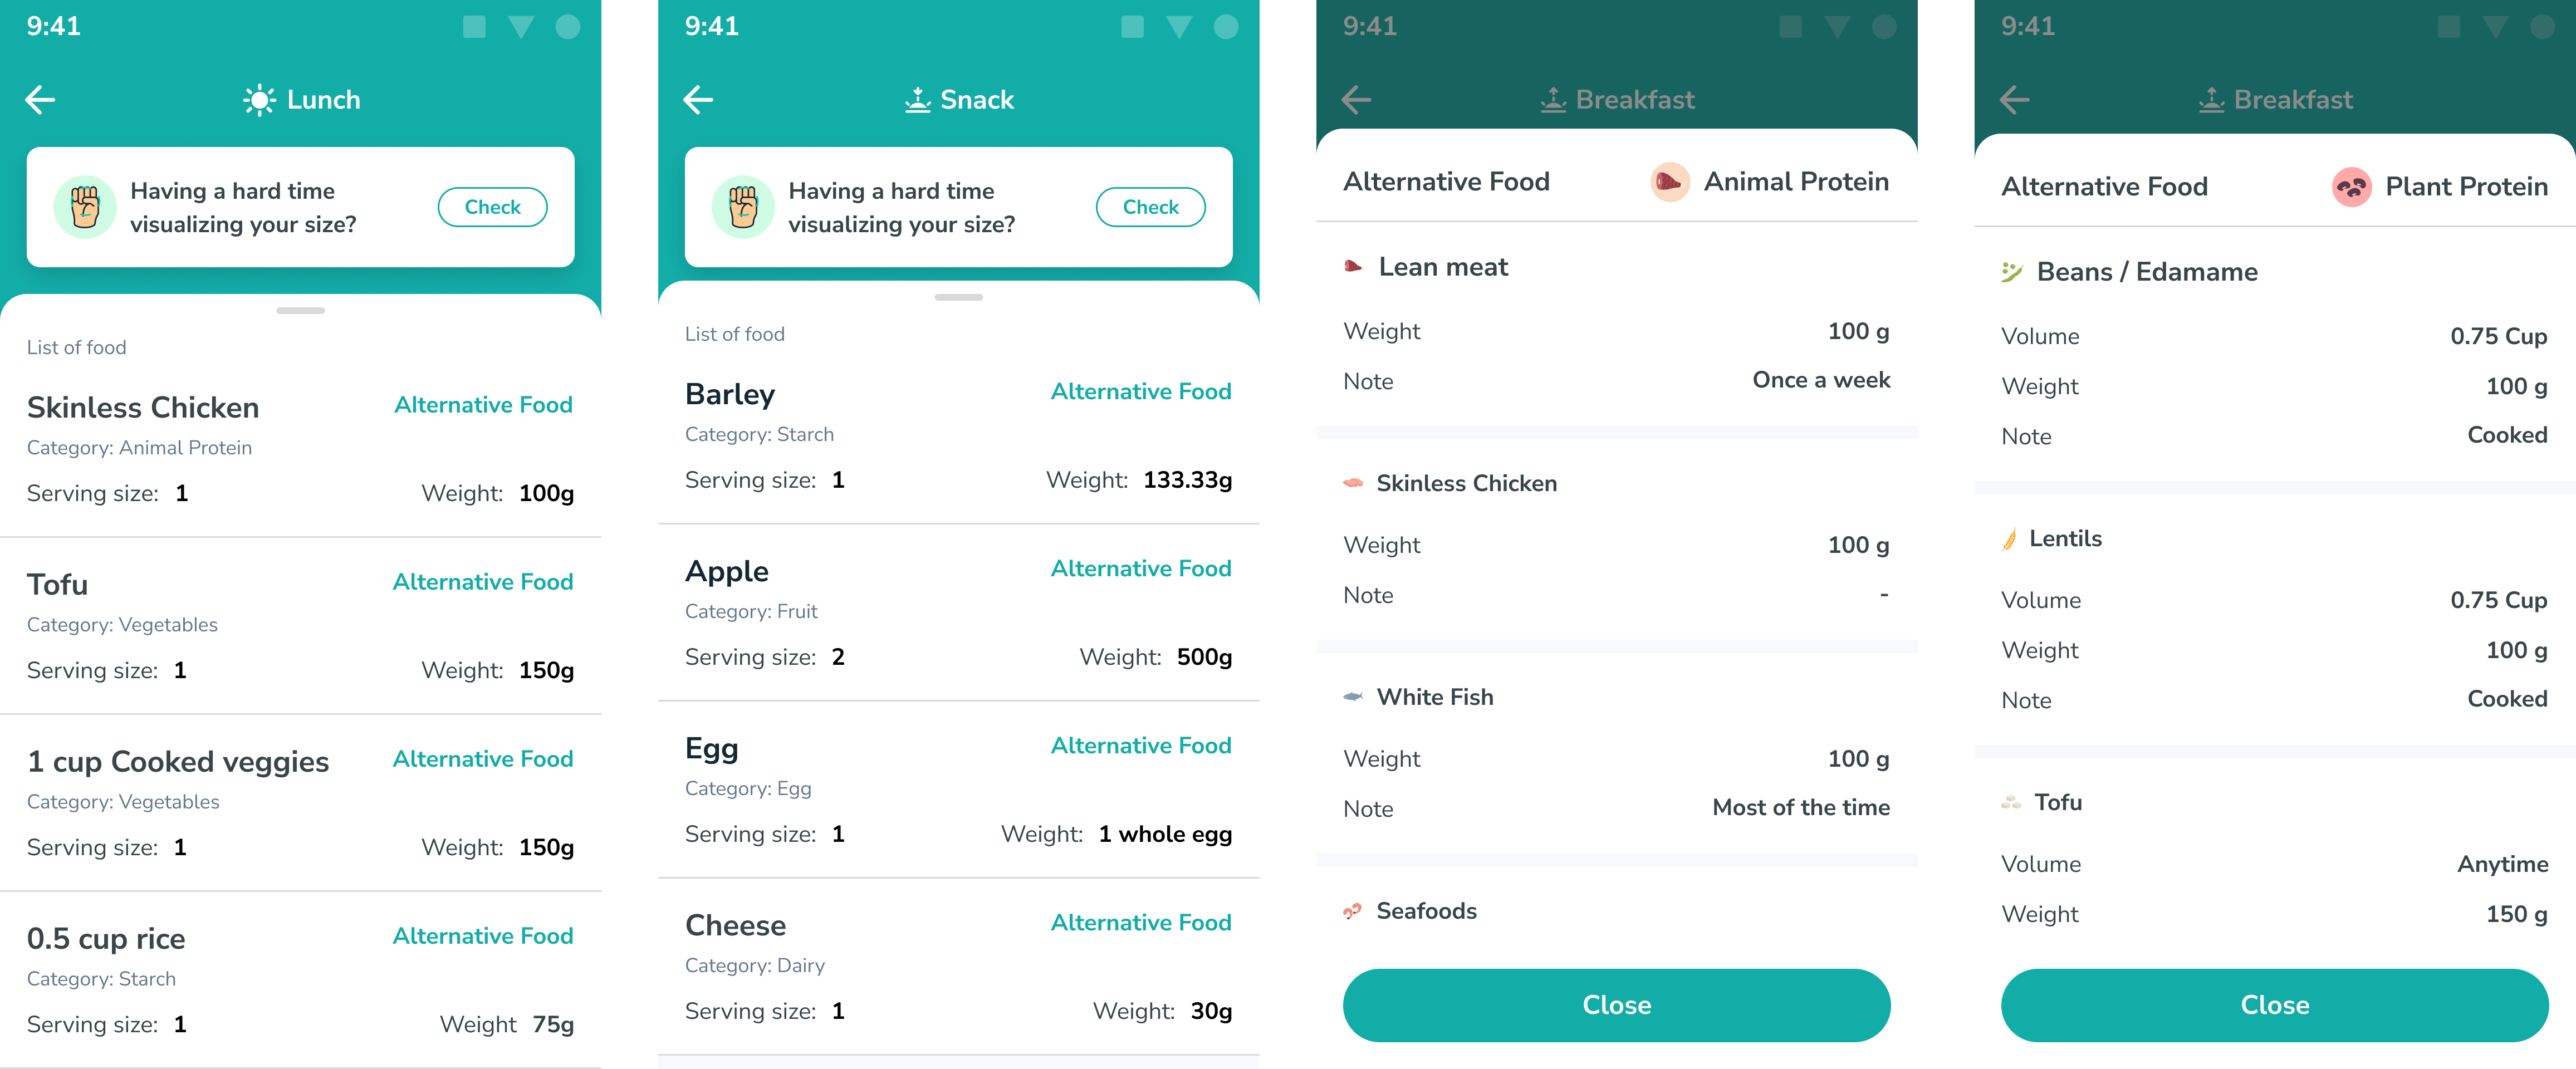 9:41
Lunch
Having a hard time
visualizing your size?
Check
List of food
Skinless Chicken
Alternative Food
Category: Animal Protein
Serving size: 1
Weight: 100g
Tofu
Alternative Food
Category: Vegetables
Serving size: 1
Weight: 150g
1 cup Cooked veggies
Alternative Food
Category: Vegetables
Serving size: 1
Weight: 150g
0.5 cup rice
Alternative Food
Category: Starch
Serving size: 1
Weight 75g
9:41
Snack
Having a hard time
visualizing your size?
Check
List of food
Barley
Alternative Food
Category: Starch
Serving size: 1
Weight: 133.33g
Apple
Alternative Food
Category: Fruit
Serving size: 2
Weight: 500g
Egg
Alternative Food
Category: Egg
Serving size: 1
Weight: 1 whole egg
Cheese
Alternative Food
Category: Dairy
Serving size: 1
Weight: 30g
9:41
Breakfast
Alternative Food
Animal Protein
Lean meat
Weight 100 g
Note Once a week
Skinless Chicken
Weight 100 g
Note -
White Fish
Weight 100 g
Note Most of the time
Seafoods
Close
9:41
Breakfast
Alternative Food
Plant Protein
Beans / Edamame
Volume 0.75 Cup
Weight 100 g
Note Cooked
Lentils
Volume 0.75 Cup
Weight 100 g
Note Cooked
Tofu
Volume Anytime
Weight 150 g
Close